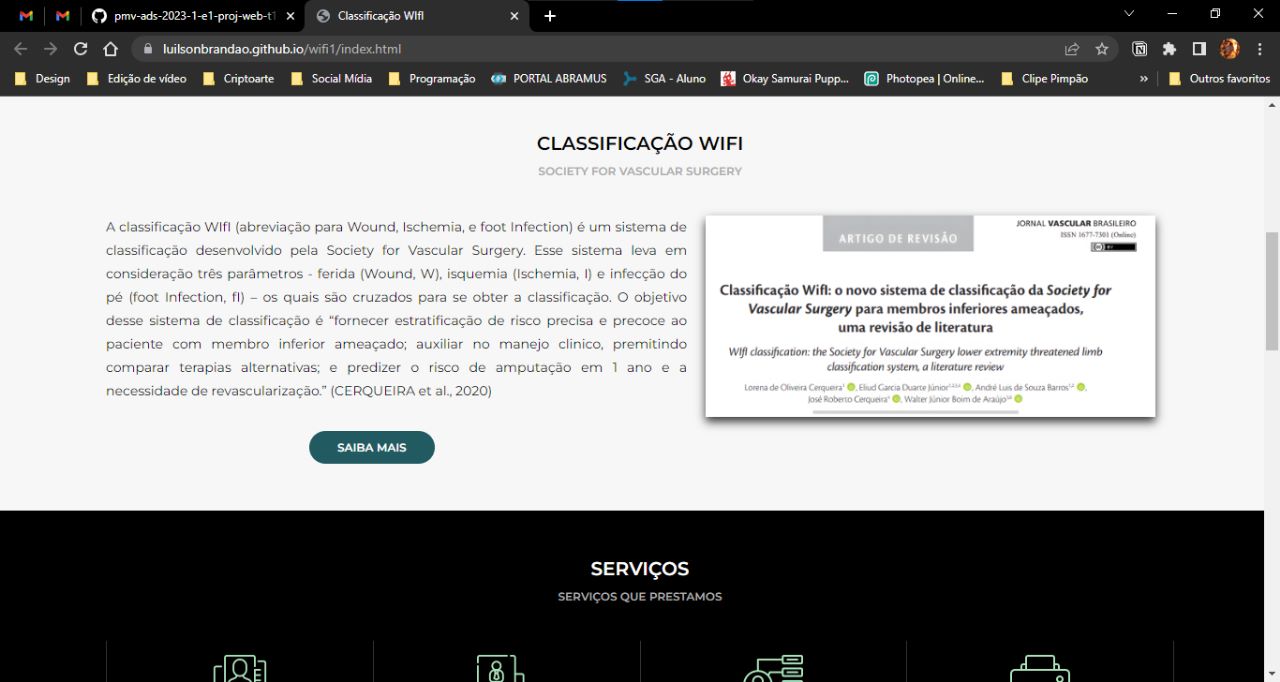 pmv-ads-2023-1-e1-proj-web-t1
Classificação WIfI
luilsonbrandao.github.io/wifi1/index.html
Design
Edição de vídeo
Criptoarte
Social Mídia
Programação
PORTAL ABRAMUS
SGA - Aluno
Okay Samurai Pupp...
Photopea | Online...
Clipe Pimpão
»
Outros favoritos
CLASSIFICAÇÃO WIFI
SOCIETY FOR VASCULAR SURGERY
A classificação WIfI (abreviação para Wound, Ischemia, e foot Infection) é um sistema de
classificação desenvolvido pela Society for Vascular Surgery. Esse sistema leva em
consideração três parâmetros - ferida (Wound, W), isquemia (Ischemia, I) e infecção do
pé (foot Infection, fI) – os quais são cruzados para se obter a classificação. O objetivo
desse sistema de classificação é “fornecer estratificação de risco precisa e precoce ao
paciente com membro inferior ameaçado; auxiliar no manejo clínico, premitindo
comparar terapias alternativas; e predizer o risco de amputação em 1 ano e a
necessidade de revascularização.” (CERQUEIRA et al., 2020)
SAIBA MAIS
ARTIGO DE REVISÃO
JORNAL VASCULAR BRASILEIRO
ISSN 1677-7301 (Online)
Classificação WIfI: o novo sistema de classificação da Society for
Vascular Surgery para membros inferiores ameaçados,
uma revisão de literatura
WIfI classification: the Society for Vascular Surgery lower extremity threatened limb
classification system, a literature review
Lorena de Oliveira Cerqueira, Eliud Garcia Duarte Júnior, André Luis de Souza Barros,
José Roberto Cerqueira, Walter Júnior Boim de Araújo
SERVIÇOS
SERVIÇOS QUE PRESTAMOS